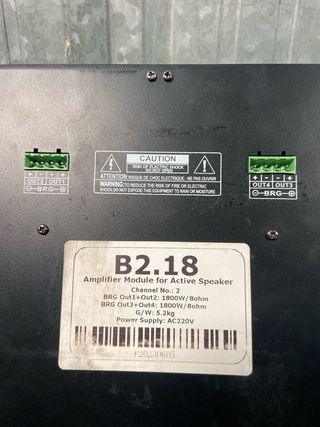 + - - +
OUT2 OUT1
⊖ BRG ⊕
CAUTION
RISK OF ELECTRIC SHOCK
DO NOT OPEN
ATTENTION:RISQUE DE CHOC ELECTRIQUE - NE PAS OUVRIR
WARNING:TO REDUCE THE RISK OF FIRE OR ELECTRIC
SHOCK DO NOT EXPOSE THIS EQUIPMENT TO RAIN OR MOISTURE
+ - - +
OUT4 OUT3
⊖ BRG ⊕
B2.18
Amplifier Module for Active Speaker
Channel No.: 2
BRG Out1+Out2: 1800W/8ohm
BRG Out3+Out4: 1800W/8ohm
G/W: 5.2kg
Power Supply: AC220V
P20230605